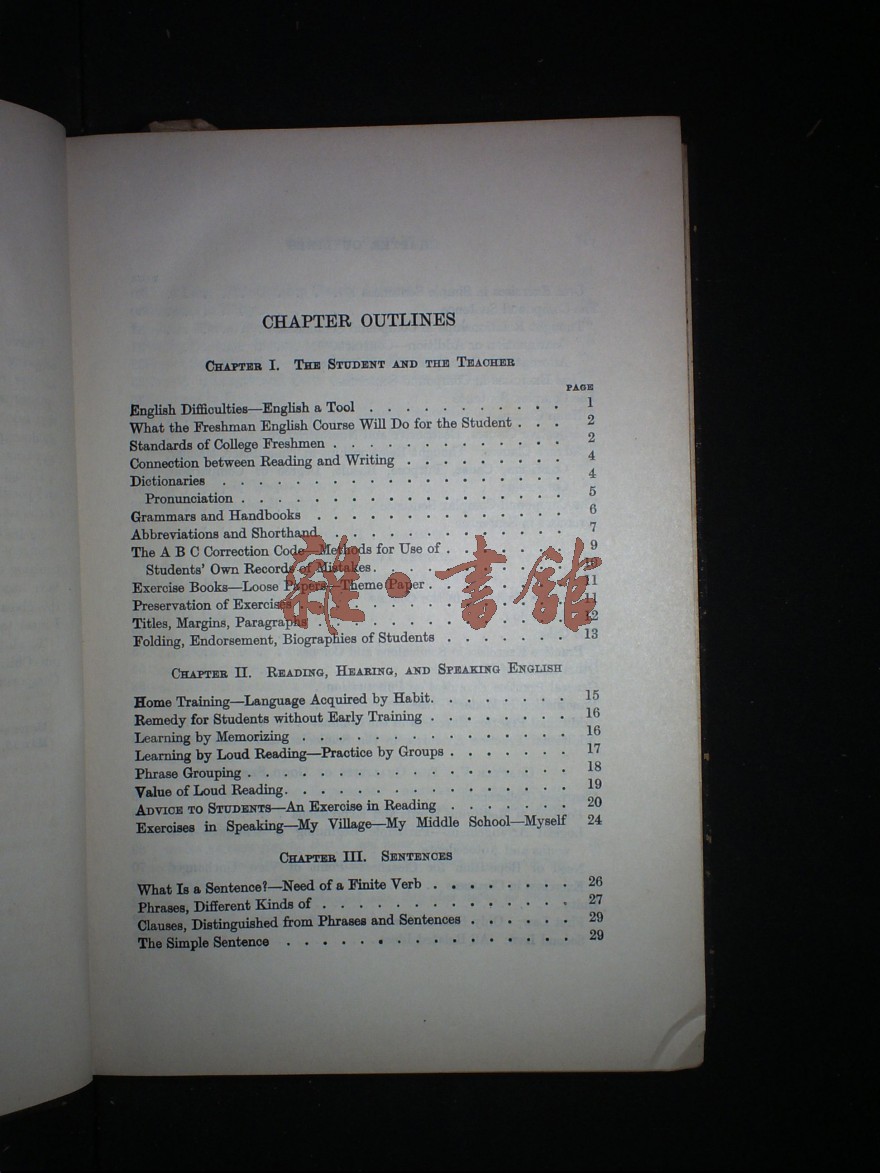 CHAPTER OUTLINES
CHAPTER I. THE STUDENT AND THE TEACHER
PAGE
English Difficulties—English a Tool . . . . . . . . . . . 1
What the Freshman English Course Will Do for the Student . . . 2
Standards of College Freshmen . . . . . . . . . . . . . 2
Connection between Reading and Writing . . . . . . . . . 4
Dictionaries . . . . . . . . . . . . . . . . . . . 4
Pronunciation . . . . . . . . . . . . . . . . . . 5
Grammars and Handbooks . . . . . . . . . . . . . . 6
Abbreviations and Shorthand . . . . . . . . . . . . . . 7
The A B C Correction Code—Methods for Use of . . . . . . . 9
Students' Own Records of Mistakes . . . . . . . . . . . 10
Exercise Books—Loose Papers—Theme Paper . . . . . . . . 11
Preservation of Exercises . . . . . . . . . . . . . . . 11
Titles, Margins, Paragraphs . . . . . . . . . . . . . . 12
Folding, Endorsement, Biographies of Students . . . . . . . 13
CHAPTER II. READING, HEARING, AND SPEAKING ENGLISH
Home Training—Language Acquired by Habit . . . . . . . . 15
Remedy for Students without Early Training . . . . . . . . 16
Learning by Memorizing . . . . . . . . . . . . . . . 16
Learning by Loud Reading—Practice by Groups . . . . . . . 17
Phrase Grouping . . . . . . . . . . . . . . . . . . 18
Value of Loud Reading . . . . . . . . . . . . . . . . 19
ADVICE TO STUDENTS—An Exercise in Reading . . . . . . . 20
Exercises in Speaking—My Village—My Middle School—Myself 24
CHAPTER III. SENTENCES
What Is a Sentence?—Need of a Finite Verb . . . . . . . . 26
Phrases, Different Kinds of . . . . . . . . . . . . . . 27
Clauses, Distinguished from Phrases and Sentences . . . . . . 29
The Simple Sentence . . . . . . . . . . . . . . . . 29
雜·書館